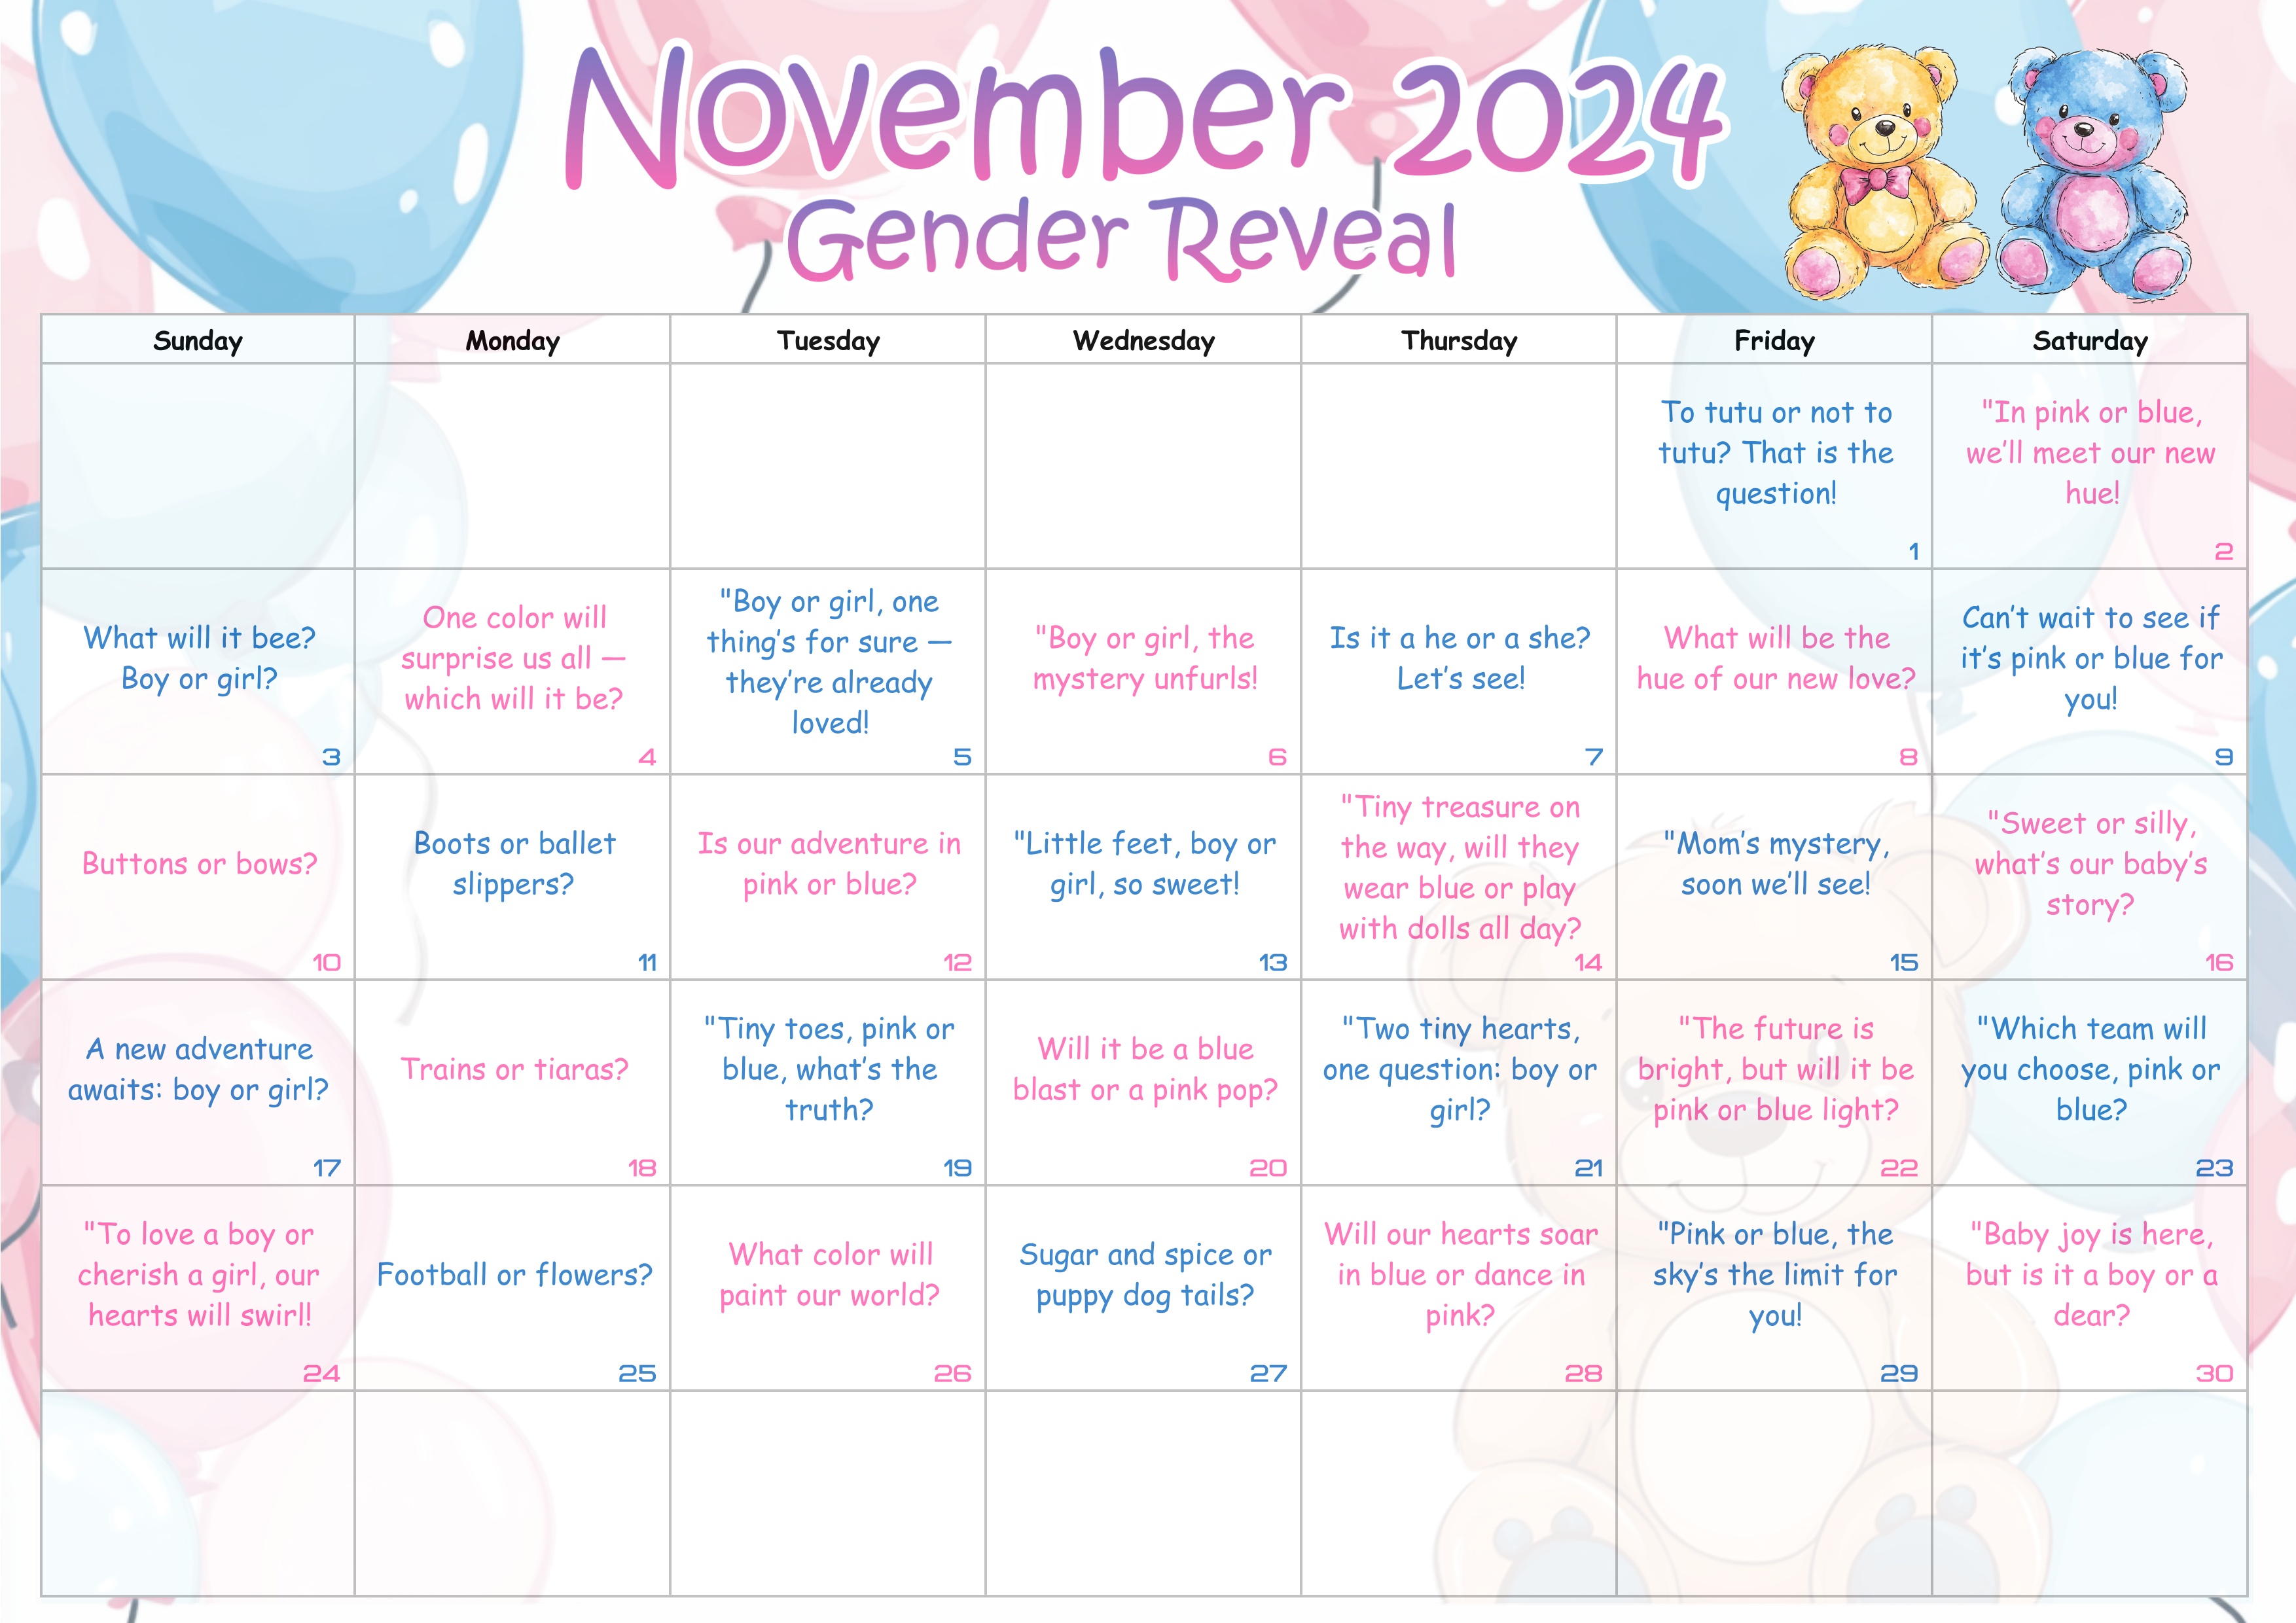 November 2024
Gender Reveal
Sunday Monday Tuesday Wednesday Thursday Friday Saturday
To tutu or not to
tutu? That is the
question!
1
"In pink or blue,
we'll meet our new
hue!
2
What will it bee?
Boy or girl?
3
One color will
surprise us all —
which will it be?
4
"Boy or girl, one
thing's for sure —
they're already
loved!
5
"Boy or girl, the
mystery unfurls!
6
Is it a he or a she?
Let's see!
7
What will be the
hue of our new love?
8
Can't wait to see if
it's pink or blue for
you!
9
Buttons or bows?
10
Boots or ballet
slippers?
11
Is our adventure in
pink or blue?
12
"Little feet, boy or
girl, so sweet!
13
"Tiny treasure on
the way, will they
wear blue or play
with dolls all day?
14
"Mom's mystery,
soon we'll see!
15
"Sweet or silly,
what's our baby's
story?
16
A new adventure
awaits: boy or girl?
17
Trains or tiaras?
18
"Tiny toes, pink or
blue, what's the
truth?
19
Will it be a blue
blast or a pink pop?
20
"Two tiny hearts,
one question: boy or
girl?
21
"The future is
bright, but will it be
pink or blue light?
22
"Which team will
you choose, pink or
blue?
23
"To love a boy or
cherish a girl, our
hearts will swirl!
24
Football or flowers?
25
What color will
paint our world?
26
Sugar and spice or
puppy dog tails?
27
Will our hearts soar
in blue or dance in
pink?
28
"Pink or blue, the
sky's the limit for
you!
29
"Baby joy is here,
but is it a boy or a
dear?
30